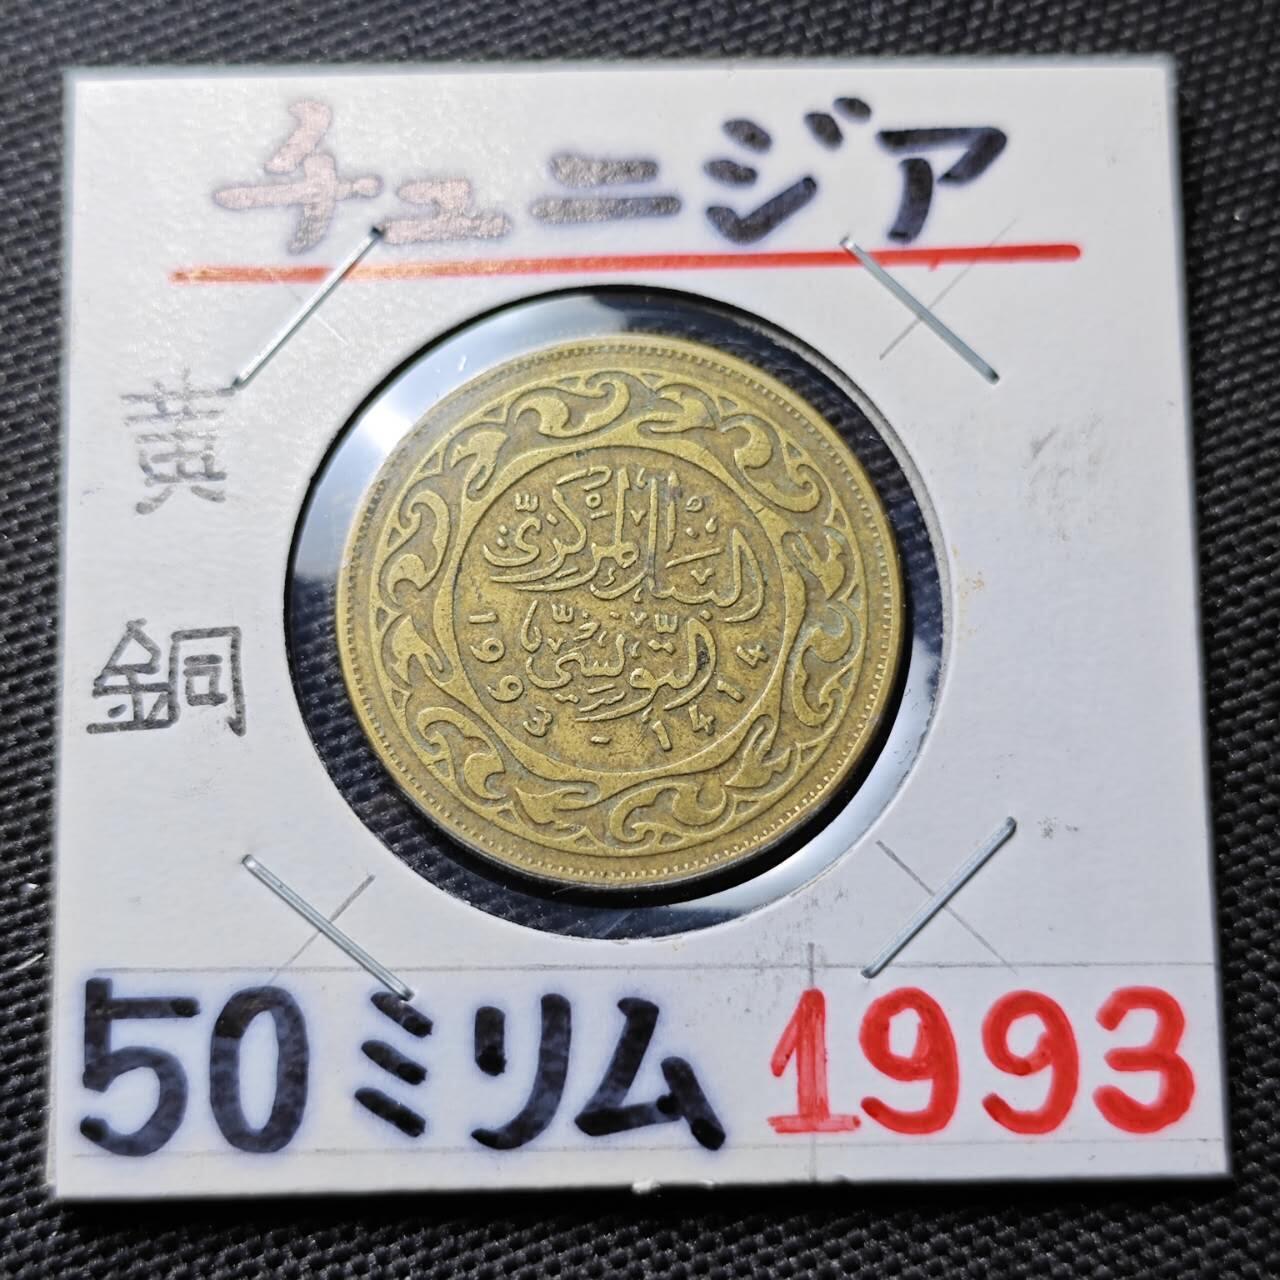 チュニジア
黄銅
البنك المركزي
التونسي
1993-1414
50ミリム 1993